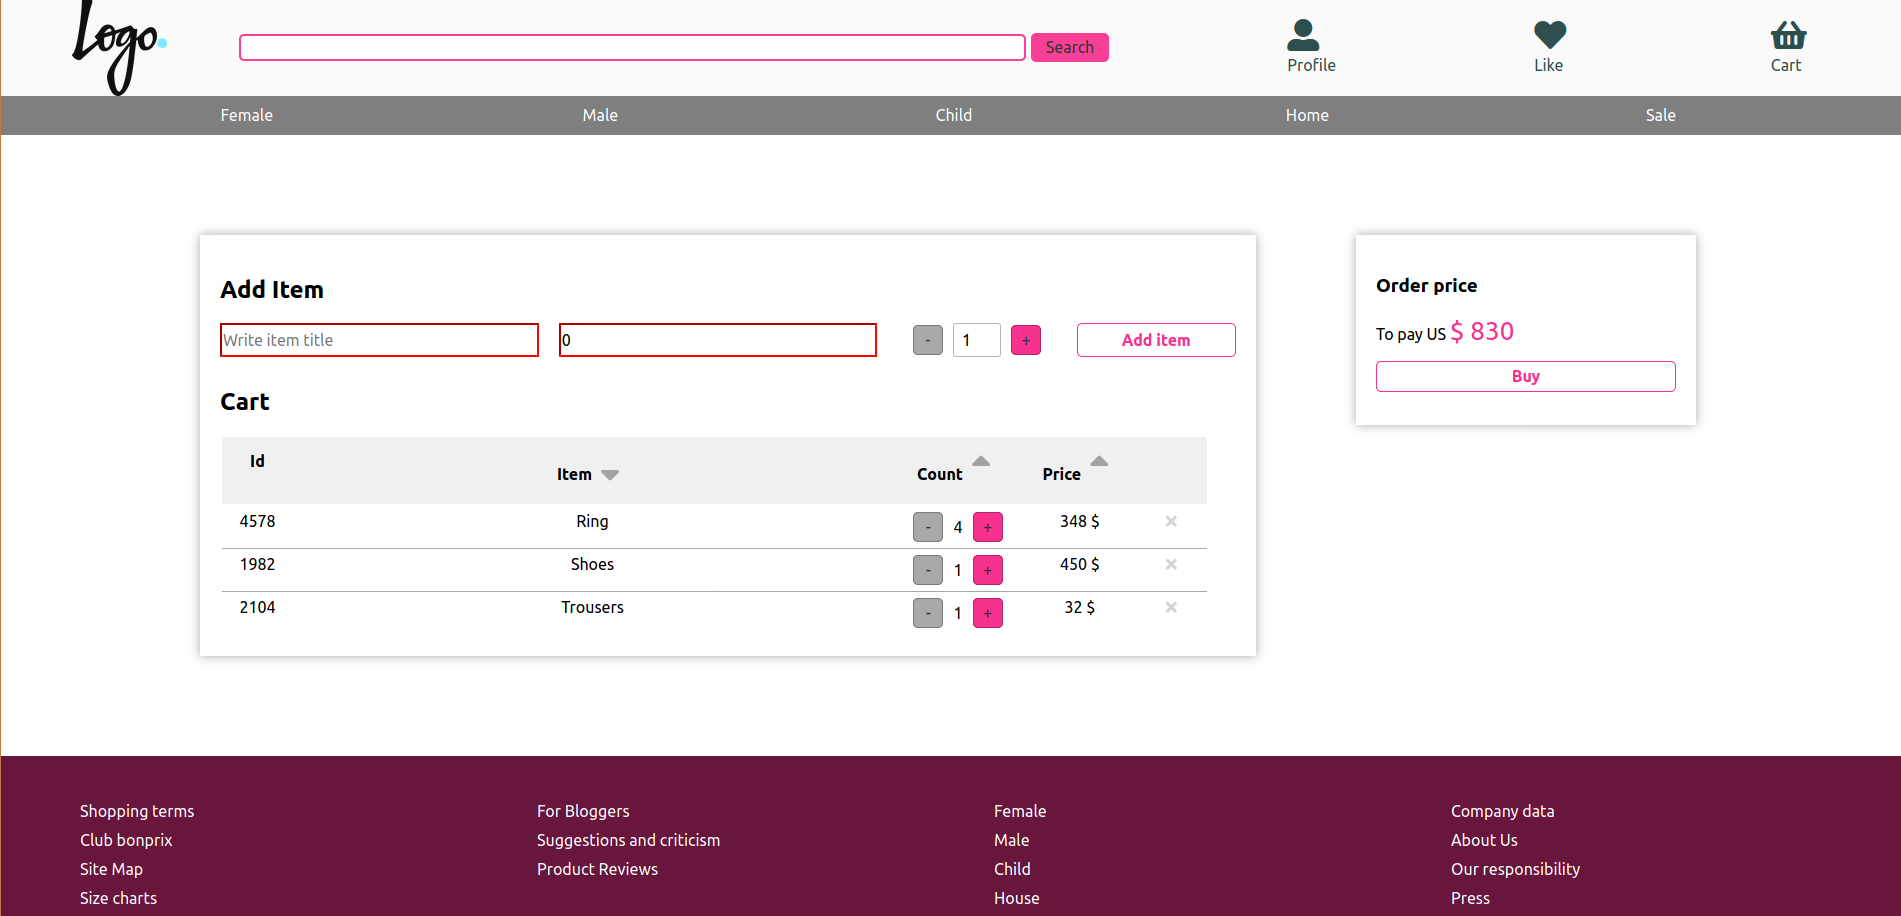 Logo.
Search
Profile Like Cart
Female Male Child Home Sale
Add Item
Write item title 0 - 1 + Add item
Order price
To pay US $ 830
Buy
Cart
Id Item Count Price
4578 Ring - 4 + 348 $ ×
1982 Shoes - 1 + 450 $ ×
2104 Trousers - 1 + 32 $ ×
Shopping terms For Bloggers Female Company data
Club bonprix Suggestions and criticism Male About Us
Site Map Product Reviews Child Our responsibility
Size charts House Press